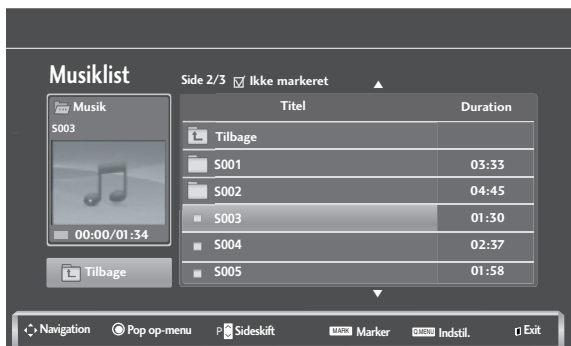 Musiklist
Side 2/3 Ikke markeret
Musik
S003
00:00/01:34
Tilbage
Titel Duration
Tilbage
S001 03:33
S002 04:45
S003 01:30
S004 02:37
S005 01:58
Navigation Pop op-menu P Sideskift MARK Marker Q.MENU Indstil. Exit